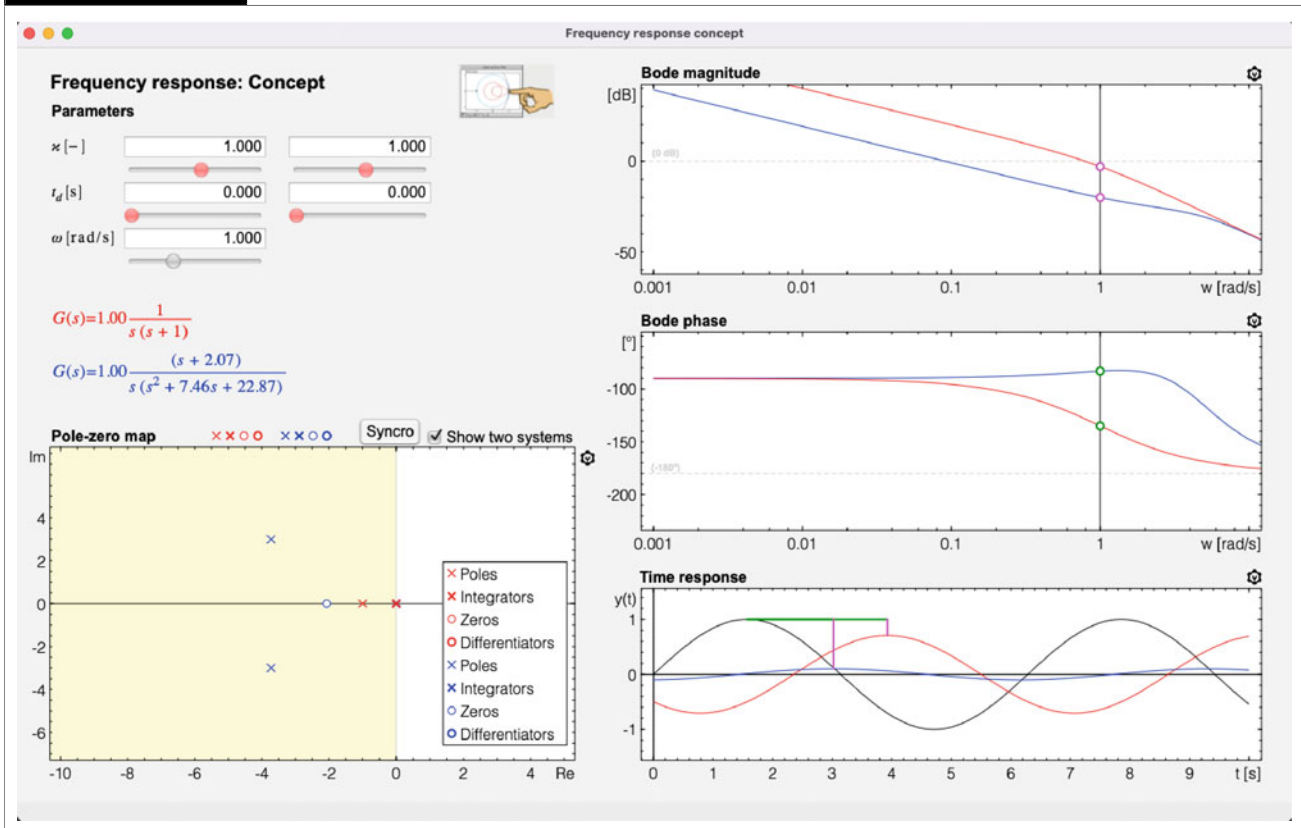 Frequency response concept
Frequency response: Concept
Parameters
ϰ [−] 1.000 1.000
t_d [s] 0.000 0.000
ω [rad/s] 1.000
G(s)=1.00 1 / s (s + 1)
G(s)=1.00 (s + 2.07) / s (s² + 7.46s + 22.87)
Pole-zero map
Syncro
Show two systems
Im
4
2
0
-2
-4
-6
-10 -8 -6 -4 -2 0 2 4 Re
Poles
Integrators
Zeros
Differentiators
Poles
Integrators
Zeros
Differentiators
Bode magnitude
[dB]
0
-50
(0 dB)
0.001 0.01 0.1 1 w [rad/s]
Bode phase
[º]
-100
-150
-200
(-180º)
0.001 0.01 0.1 1 w [rad/s]
Time response
y(t)
1
0
-1
0 1 2 3 4 5 6 7 8 9 t [s]